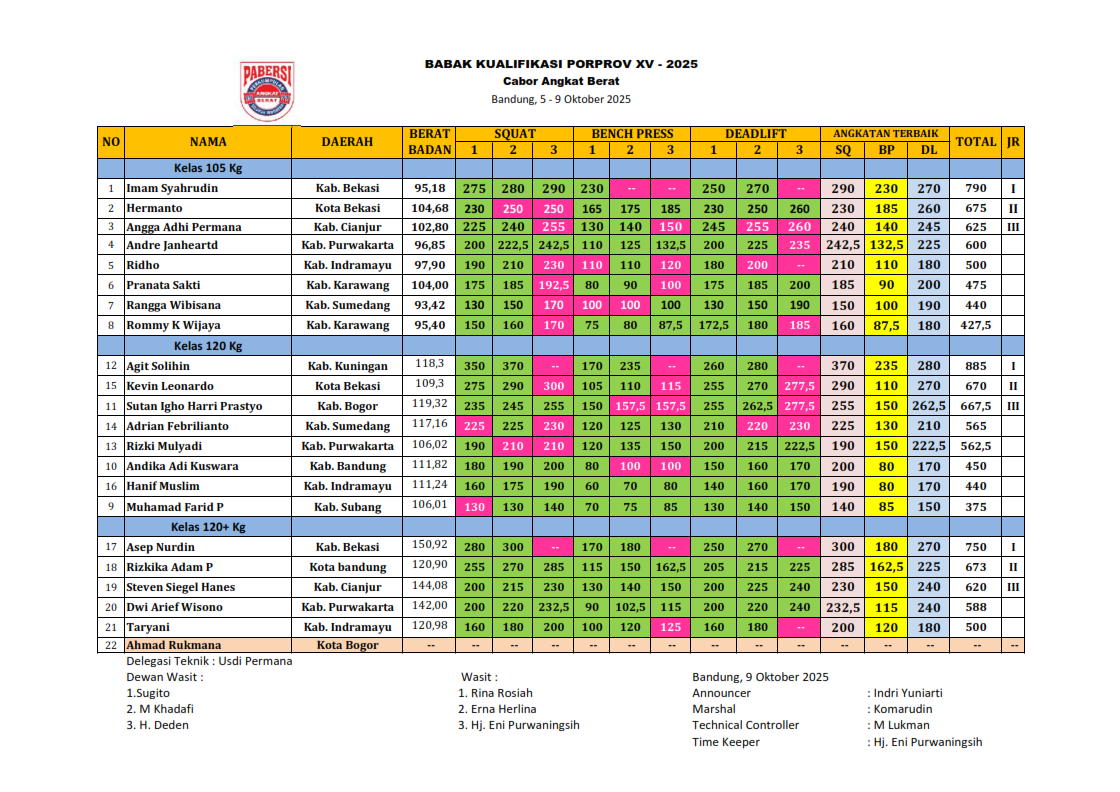 BABAK KUALIFIKASI PORPROV XV - 2025
Cabor Angkat Berat
Bandung, 5 - 9 Oktober 2025
PABERSI
ANGKAT
BERAT
NO NAMA DAERAH BERAT BADAN SQUAT BENCH PRESS DEADLIFT ANGKATAN TERBAIK TOTAL JR
1 2 3 1 2 3 1 2 3 SQ BP DL
Kelas 105 Kg
1 Imam Syahrudin Kab. Bekasi 95,18 275 280 290 230 -- -- 250 270 -- 290 230 270 790 I
2 Hermanto Kota Bekasi 104,68 230 250 250 165 175 185 230 250 260 230 185 260 675 II
3 Angga Adhi Permana Kab. Cianjur 102,80 225 240 255 130 140 150 245 255 260 240 140 245 625 III
4 Andre Janheartd Kab. Purwakarta 96,85 200 222,5 242,5 110 125 132,5 200 225 235 242,5 132,5 225 600
5 Ridho Kab. Indramayu 97,90 190 210 230 110 110 120 180 200 -- 210 110 180 500
6 Pranata Sakti Kab. Karawang 104,00 175 185 192,5 80 90 100 175 185 200 185 90 200 475
7 Rangga Wibisana Kab. Sumedang 93,42 130 150 170 100 100 100 130 150 190 150 100 190 440
8 Rommy K Wijaya Kab. Karawang 95,40 150 160 170 75 80 87,5 172,5 180 185 160 87,5 180 427,5
Kelas 120 Kg
12 Agit Solihin Kab. Kuningan 118,3 350 370 -- 170 235 -- 260 280 -- 370 235 280 885 I
15 Kevin Leonardo Kota Bekasi 109,3 275 290 300 105 110 115 255 270 277,5 290 110 270 670 II
11 Sutan Igho Harri Prastyo Kab. Bogor 119,32 235 245 255 150 157,5 157,5 255 262,5 277,5 255 150 262,5 667,5 III
14 Adrian Febrilianto Kab. Sumedang 117,16 225 225 230 120 125 130 210 220 230 225 130 210 565
13 Rizki Mulyadi Kab. Purwakarta 106,02 190 210 210 120 135 150 200 215 222,5 190 150 222,5 562,5
10 Andika Adi Kuswara Kab. Bandung 111,82 180 190 200 80 100 100 150 160 170 200 80 170 450
16 Hanif Muslim Kab. Bogor 111,24 160 175 190 60 70 80 140 160 170 190 80 170 440
9 Muhamad Farid P Kab. Subang 106,01 130 130 140 70 75 85 130 140 150 140 85 150 375
Kelas 120+ Kg
17 Asep Nurdin Kab. Bekasi 150,92 280 300 -- 170 180 -- 250 270 -- 300 180 270 750 I
18 Rizkika Adam P Kota bandung 120,90 255 270 285 115 150 162,5 205 215 225 285 162,5 225 673 II
19 Steven Siegel Hanes Kab. Cianjur 144,08 200 215 230 130 140 150 200 225 240 230 150 240 620 III
20 Dwi Arief Wisono Kab. Purwakarta 142,00 200 220 232,5 90 102,5 115 200 220 240 232,5 115 240 588
21 Taryani Kab. Indramayu 120,98 160 180 200 100 120 125 160 180 -- 200 120 180 500
22 Ahmad Rukmana Kota Bogor -- -- -- -- -- -- -- -- -- -- -- -- -- -- --
Delegasi Teknik : Usdi Permana
Dewan Wasit : Wasit : Bandung, 9 Oktober 2025
1.Sugito 1. Rina Rosiah Announcer : Indri Yuniarti
2. M Khadafi 2. Erna Herlina Marshal : Komarudin
3. H. Deden 3. Hj. Eni Purwaningsih Technical Controller : M Lukman
Time Keeper : Hj. Eni Purwaningsih